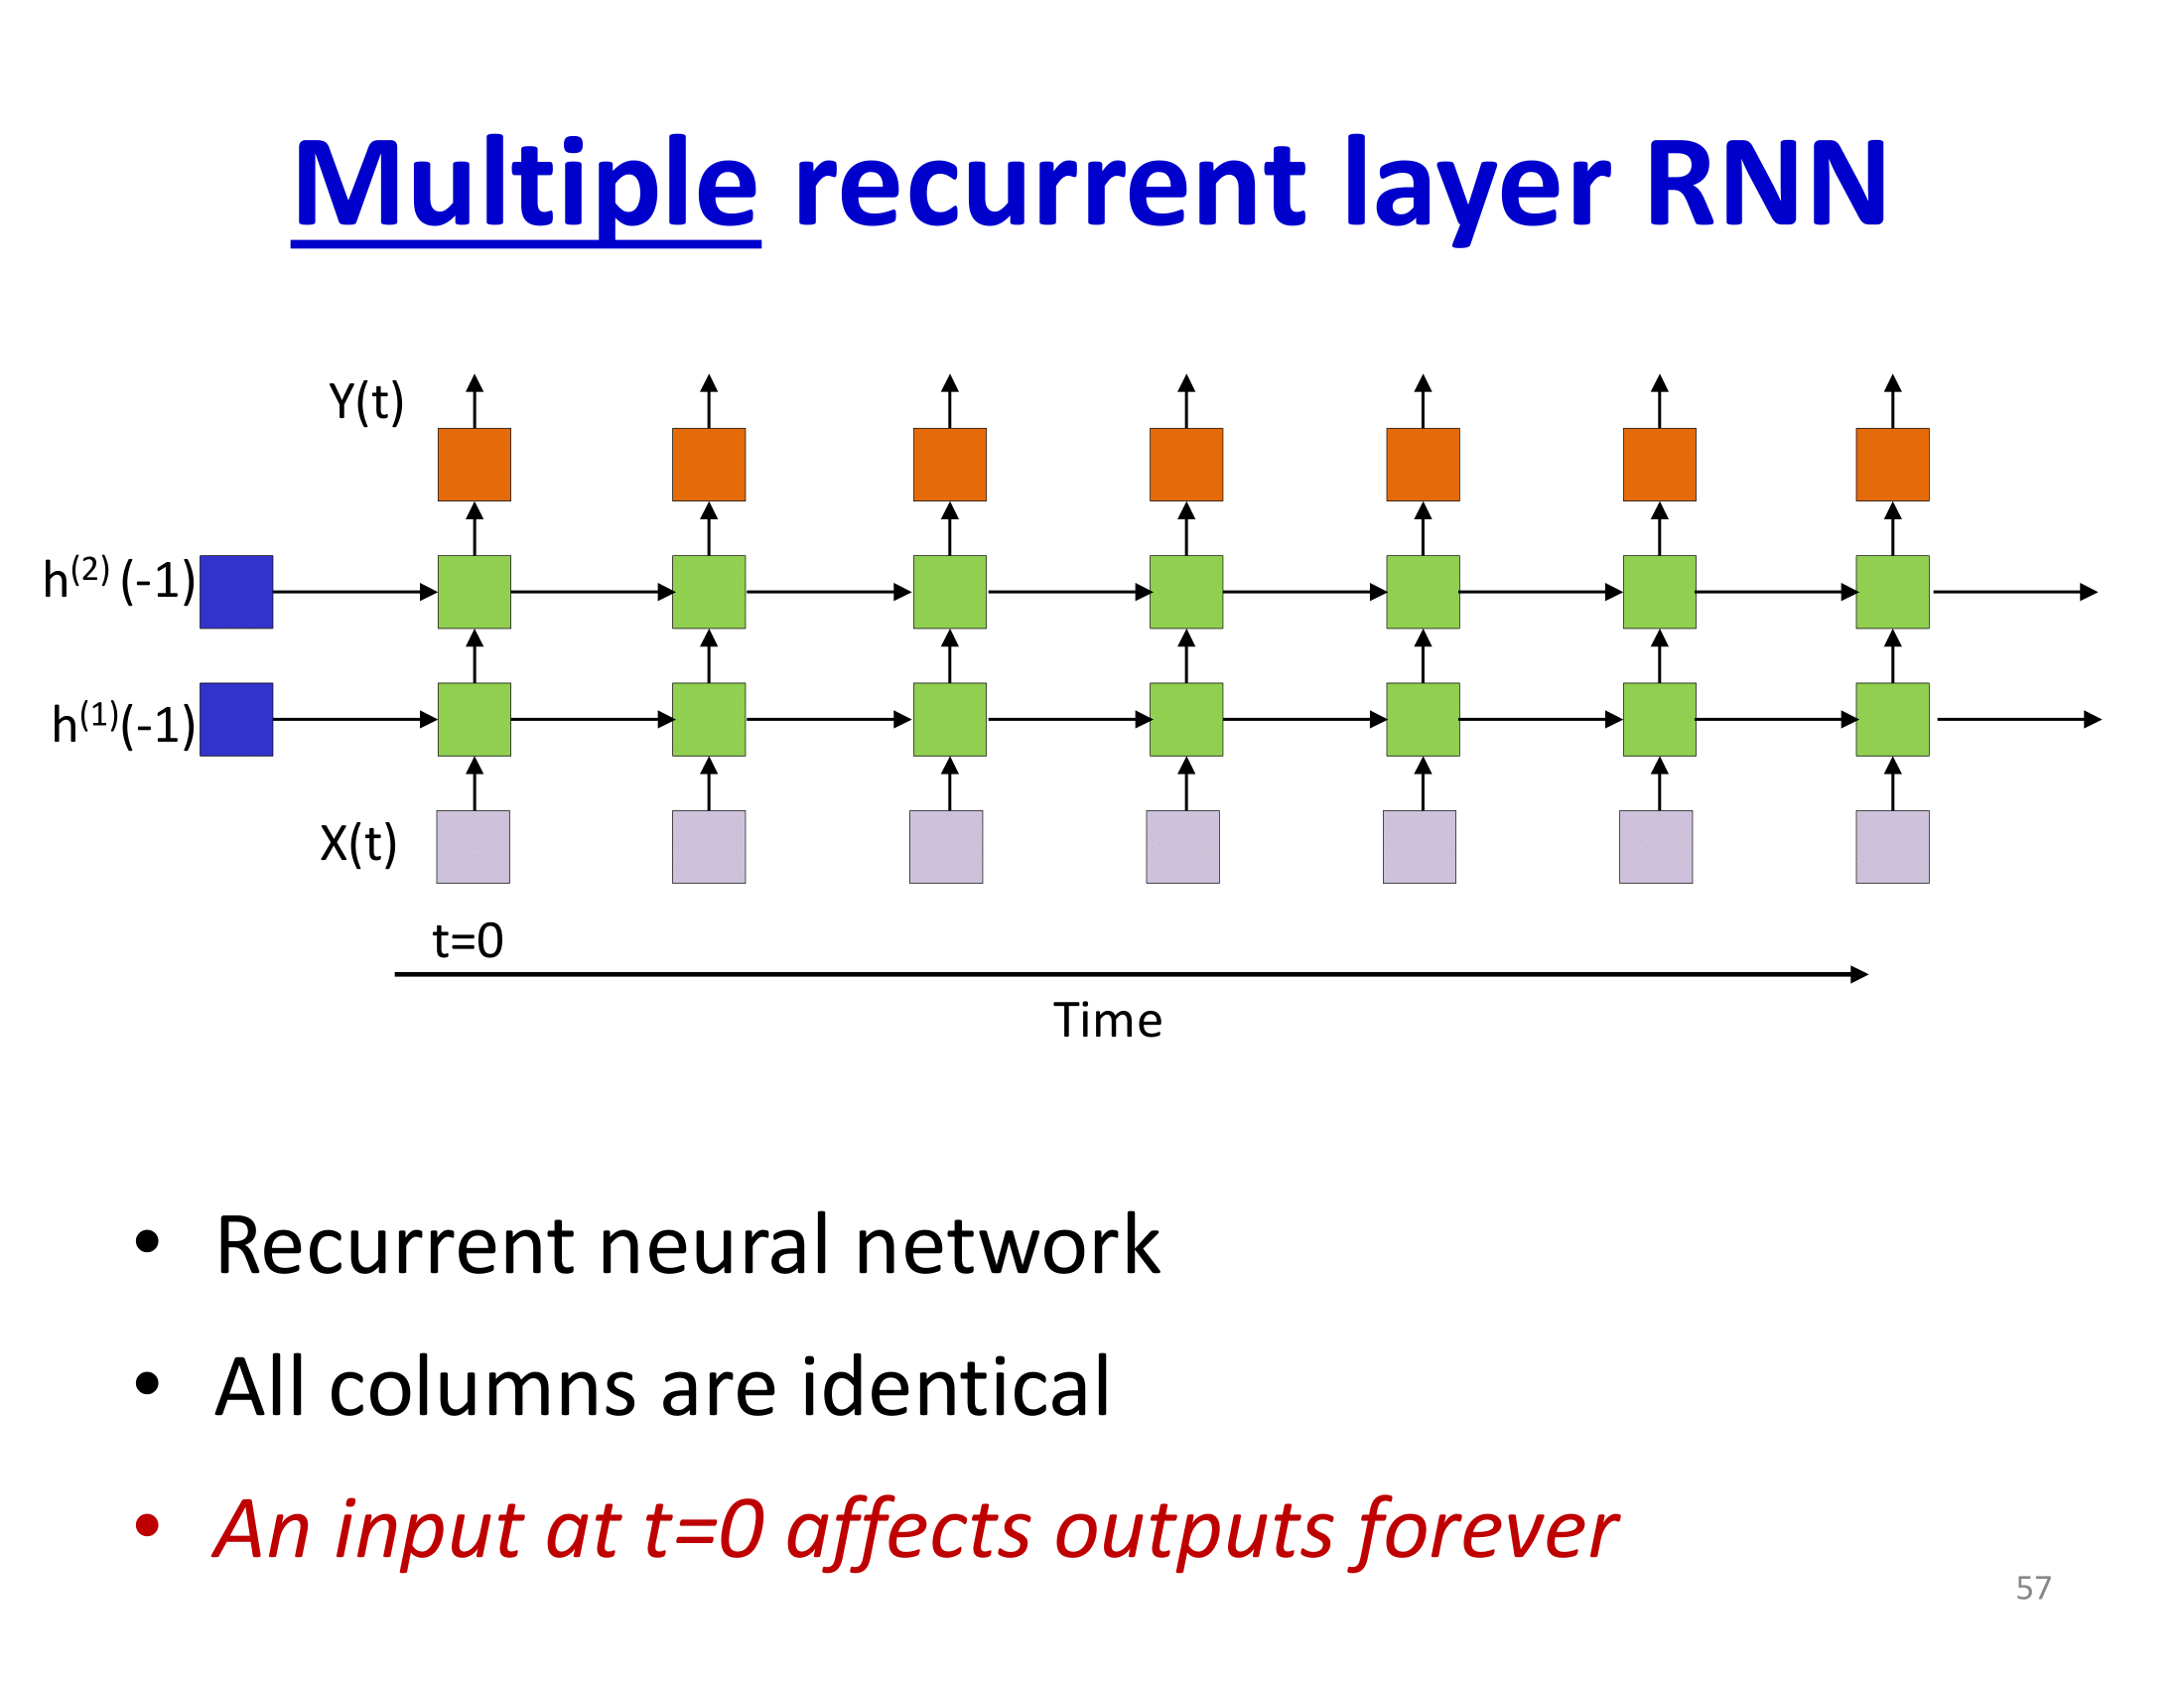 Multiple recurrent layer RNN
Y(t)
h(2) (-1)
h(1)(-1)
X(t)
t=0
Time
• Recurrent neural network
• All columns are identical
• An input at t=0 affects outputs forever
57